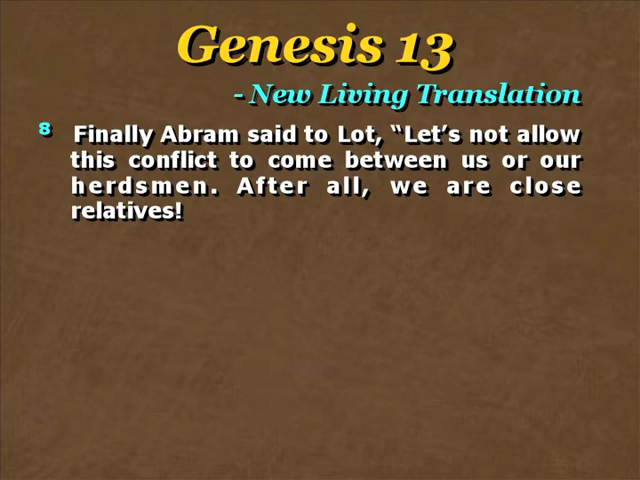 Genesis 13
- New Living Translation
8 Finally Abram said to Lot, “Let’s not allow
this conflict to come between us or our
herdsmen. After all, we are close
relatives!